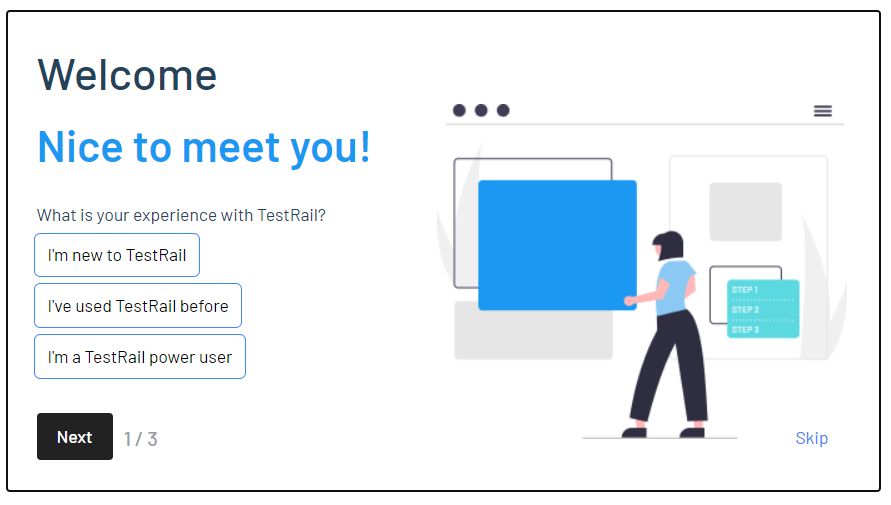 Welcome
Nice to meet you!
What is your experience with TestRail?
I'm new to TestRail
I've used TestRail before
I'm a TestRail power user
Next
1 / 3
STEP 1
STEP 2
STEP 3
Skip